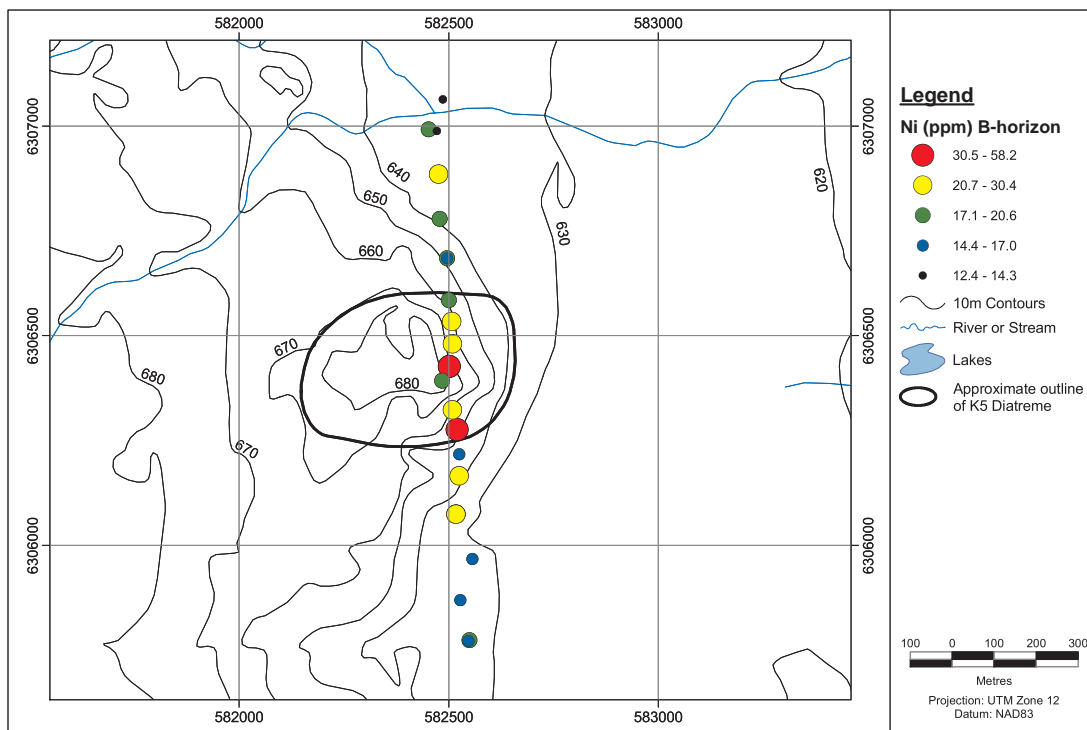 582000
582500
583000
6307000
6307000
640
650
660
630
620
6306500
6306500
670
680
680
670
6306000
6306000
582000
582500
583000
Legend
Ni (ppm) B-horizon
30.5 - 58.2
20.7 - 30.4
17.1 - 20.6
14.4 - 17.0
12.4 - 14.3
10m Contours
River or Stream
Lakes
Approximate outline
of K5 Diatreme
100 0 100 200 300
Metres
Projection: UTM Zone 12
Datum: NAD83